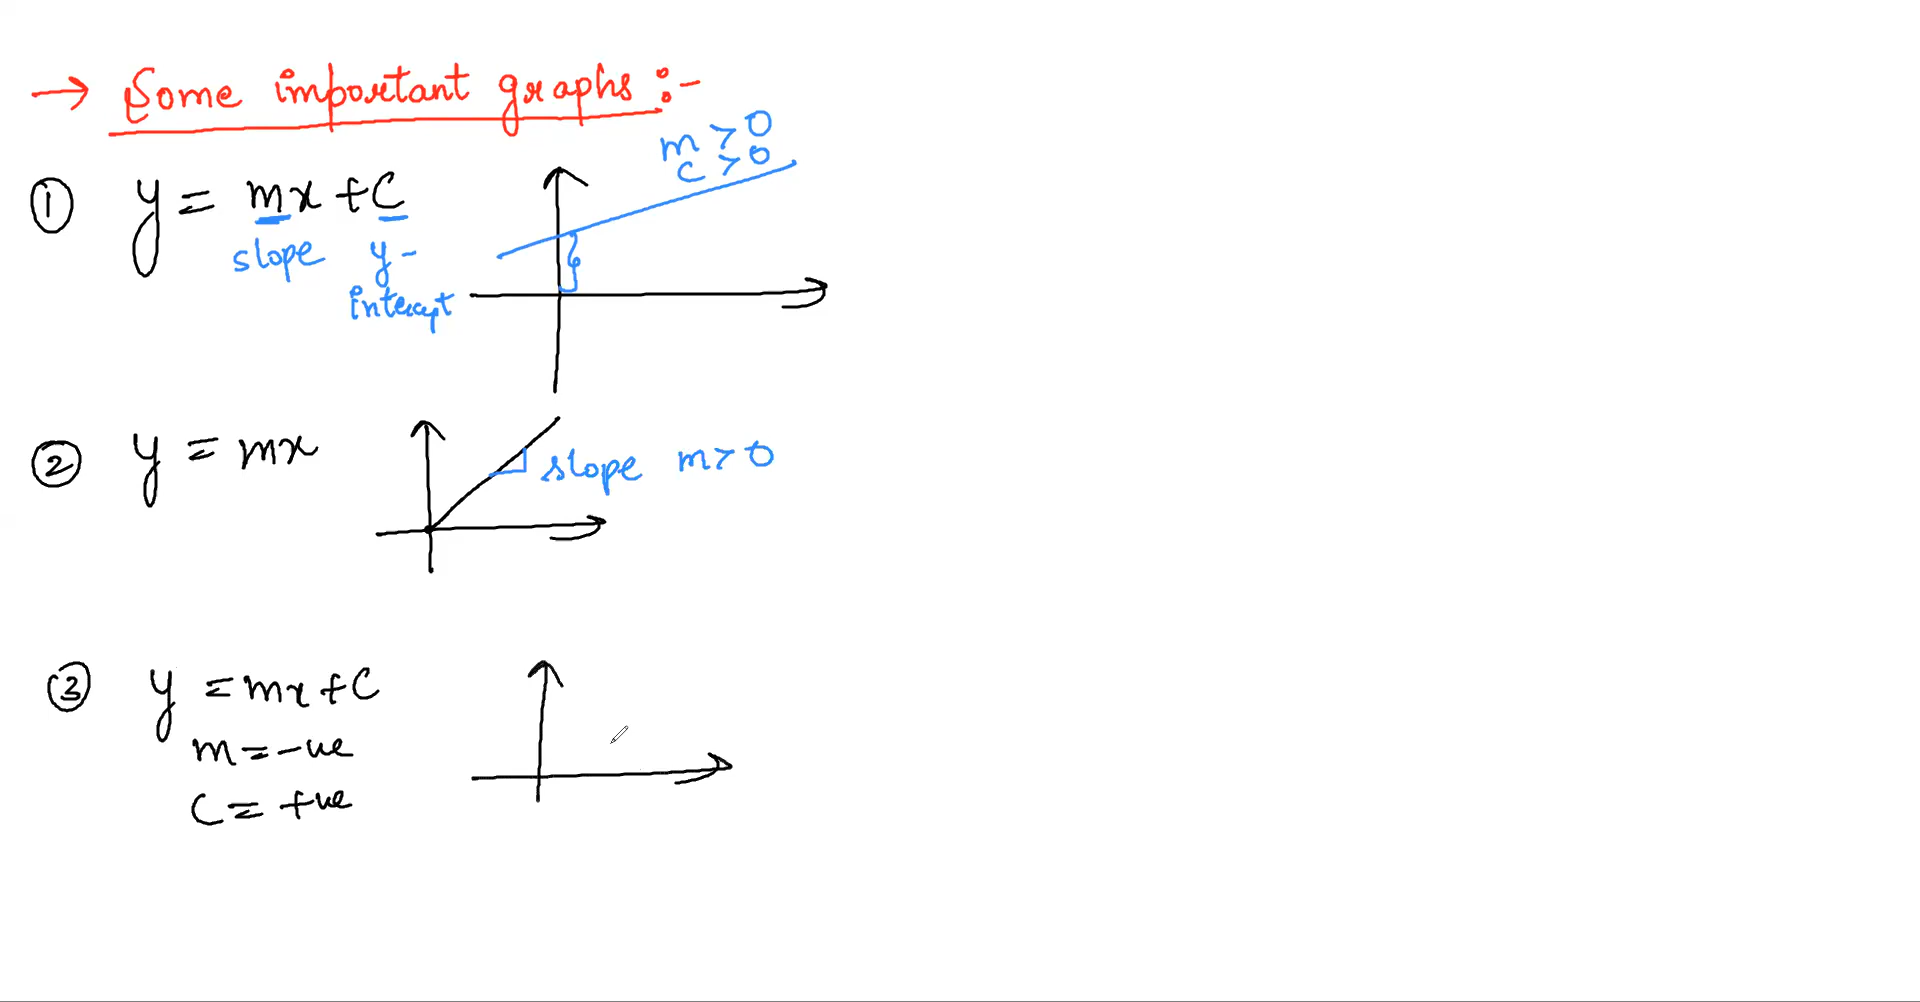 → Some important graphs :-
① y = mx + C
slope y-
intercept
m > 0
c > 0
② y = mx
slope m > 0
③ y = mx + C
m = -ve
C = +ve